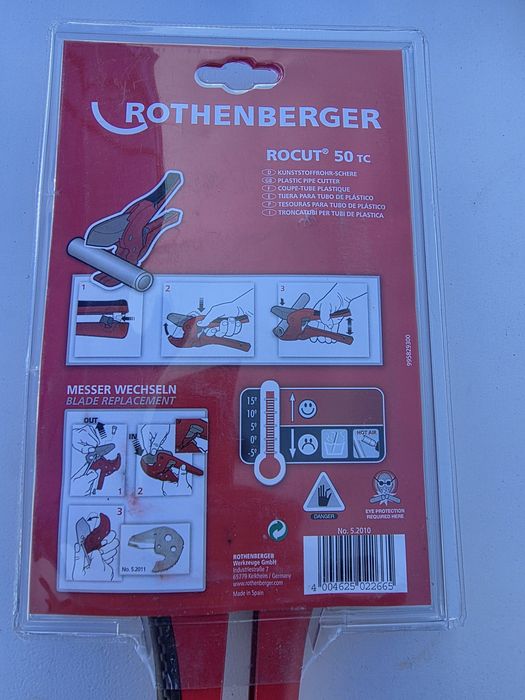 ROTHENBERGER
ROCUT® 50 TC
D KUNSTSTOFFROHR-SCHERE
GB PLASTIC PIPE CUTTER
F COUPE-TUBE PLASTIQUE
E TIJERA PARA TUBO DE PLÁSTICO
P TESOURAS PARA TUBO DE PLÁSTICO
I TRONCATUBI PER TUBI DE PLASTICA
1
2
3
995829300
MESSER WECHSELN
BLADE REPLACEMENT
OUT
1
IN
2
3
No. 5.2011
15°
10°
5°
0°
-5°
HOT AIR
DANGER
EYE PROTECTION
REQUIRED HERE
No. 5.2010
ROTHENBERGER
Werkzeuge GmbH
Industriestraße 7
65779 Kelkheim / Germany
www.rothenberger.com
Made in Spain
4 004625 022665